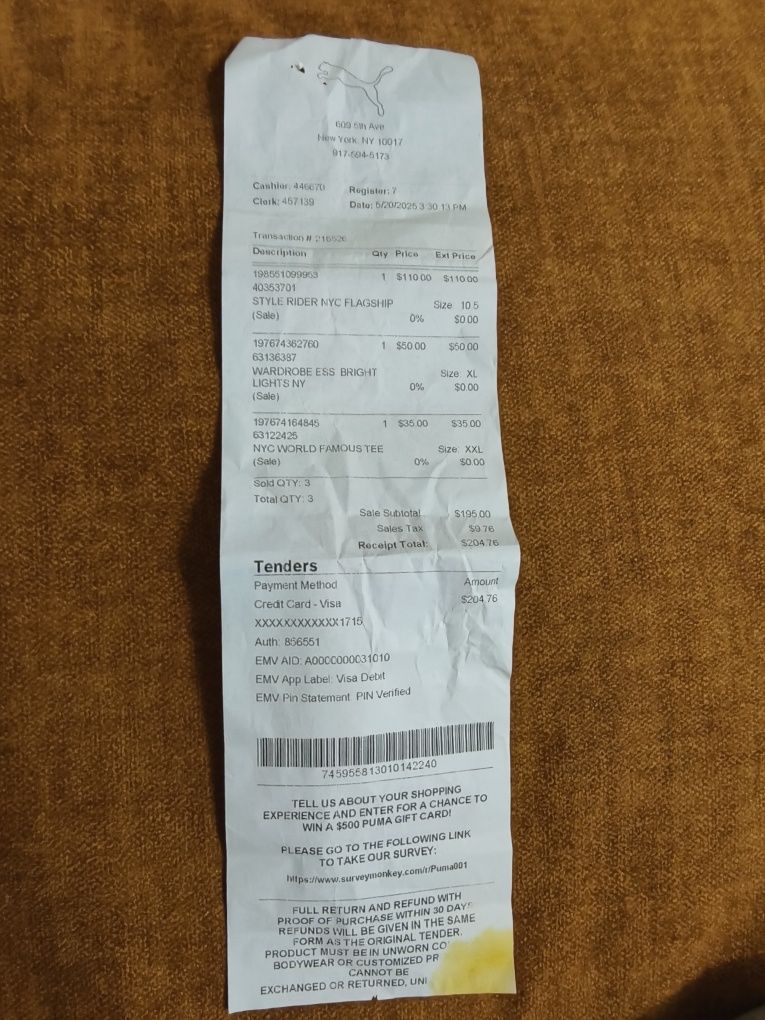 609 5th Ave
New York, NY 10017
917-594-5173
Cashier: 446670 Register: 7
Clerk: 467139 Date: 5/20/2025 3:30:13 PM
Transaction # 216526
Description Qty Price Ext Price
198551099953 1 $110.00 $110.00
40353701
STYLE RIDER NYC FLAGSHIP Size: 10.5
(Sale) 0% $0.00
197674362760 1 $50.00 $50.00
63136387
WARDROBE ESS BRIGHT Size: XL
LIGHTS NY 0% $0.00
(Sale)
197674164845 1 $35.00 $35.00
63122425
NYC WORLD FAMOUS TEE Size: XXL
(Sale) 0% $0.00
Sold QTY: 3
Total QTY: 3
Sale Subtotal $195.00
Sales Tax $9.76
Receipt Total: $204.76
Tenders
Payment Method Amount
Credit Card - Visa $204.76
XXXXXXXXXXXX1715
Auth: 866551
EMV AID: A0000000031010
EMV App Label: Visa Debit
EMV Pin Statement PIN Verified
745955813010142240
TELL US ABOUT YOUR SHOPPING
EXPERIENCE AND ENTER FOR A CHANCE TO
WIN A $500 PUMA GIFT CARD!
PLEASE GO TO THE FOLLOWING LINK
TO TAKE OUR SURVEY:
https://www.surveymonkey.com/r/Puma001
FULL RETURN AND REFUND WITH
PROOF OF PURCHASE WITHIN 30 DAYS
REFUNDS WILL BE GIVEN IN THE SAME
FORM AS THE ORIGINAL TENDER.
PRODUCT MUST BE IN UNWORN CO
BODYWEAR OR CUSTOMIZED PR
CANNOT BE
EXCHANGED OR RETURNED, UNL